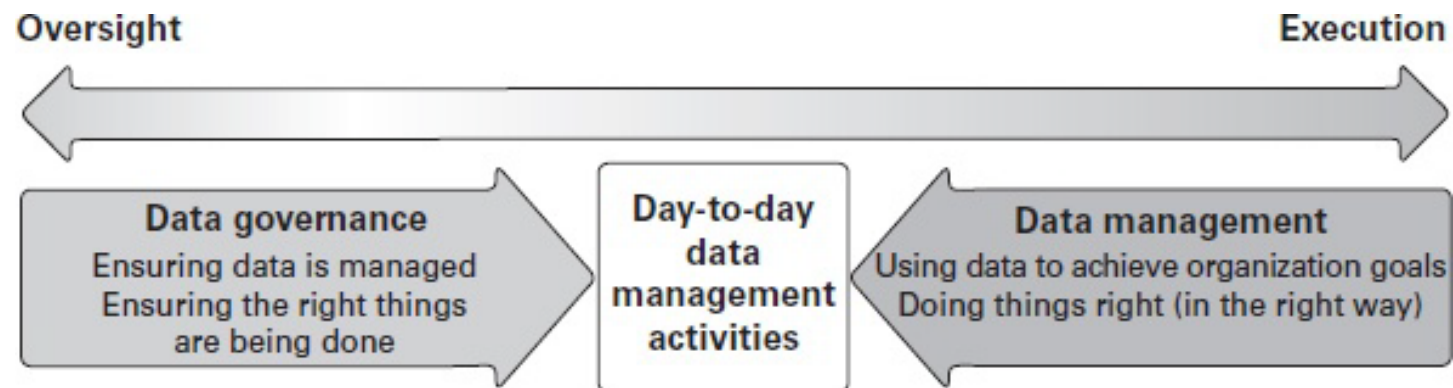 Oversight
Execution
Data governance
Ensuring data is managed
Ensuring the right things
are being done
Day-to-day
data
management
activities
Data management
Using data to achieve organization goals
Doing things right (in the right way)